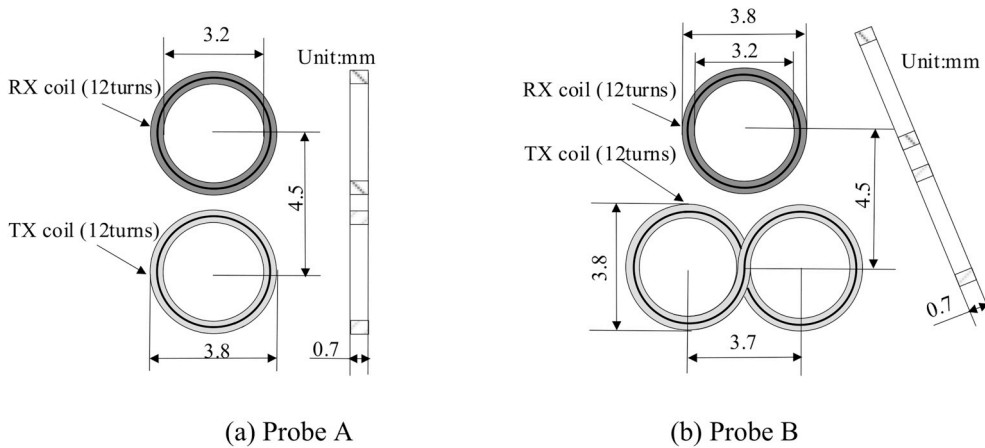 3.2
Unit:mm
RX coil (12turns)
4.5
TX coil (12turns)
3.8
0.7
(a) Probe A
3.8
3.2
Unit:mm
RX coil (12turns)
TX coil (12turns)
4.5
3.8
3.7
0.7
(b) Probe B